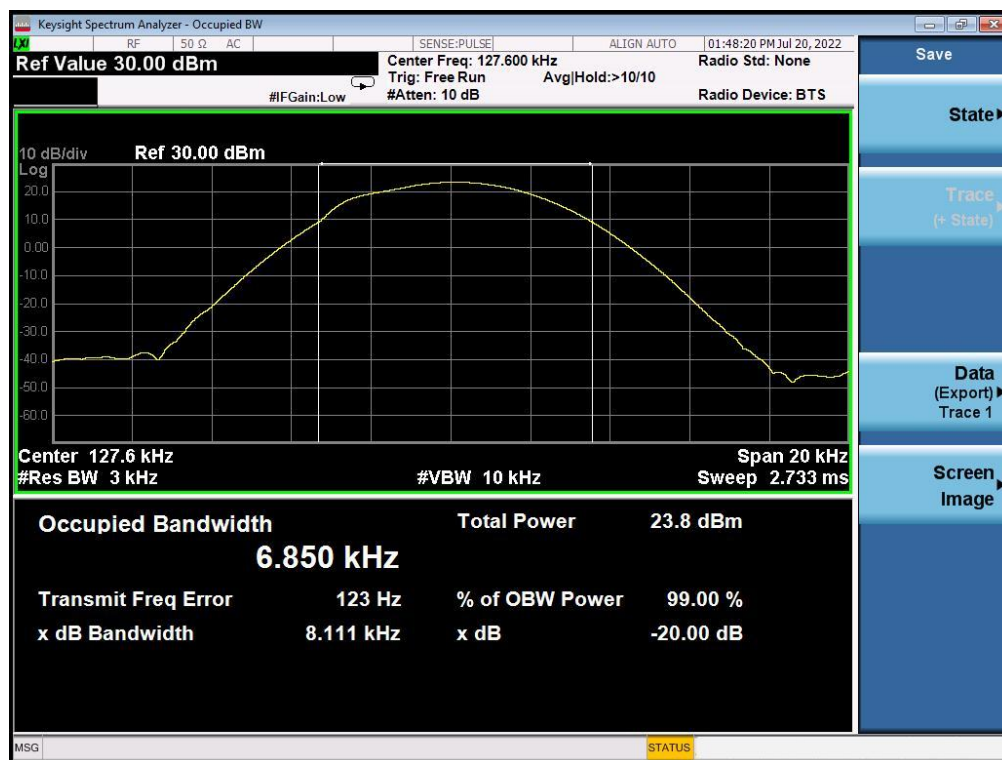 Keysight Spectrum Analyzer - Occupied BW
LXI RF 50 Ω AC SENSE:PULSE ALIGN AUTO 01:48:20 PM Jul 20, 2022
Ref Value 30.00 dBm
Center Freq: 127.600 kHz
Radio Std: None
Trig: Free Run Avg|Hold:>10/10
#IFGain:Low
#Atten: 10 dB
Radio Device: BTS
10 dB/div Ref 30.00 dBm
Log
20.0
10.0
0.00
-10.0
-20.0
-30.0
-40.0
-50.0
-60.0
Center 127.6 kHz
Span 20 kHz
#Res BW 3 kHz
#VBW 10 kHz
Sweep 2.733 ms
Occupied Bandwidth
6.850 kHz
Total Power 23.8 dBm
Transmit Freq Error 123 Hz
% of OBW Power 99.00 %
x dB Bandwidth 8.111 kHz
x dB -20.00 dB
MSG
STATUS
Save
State
Trace
(+ State)
Data
(Export)
Trace 1
Screen
Image